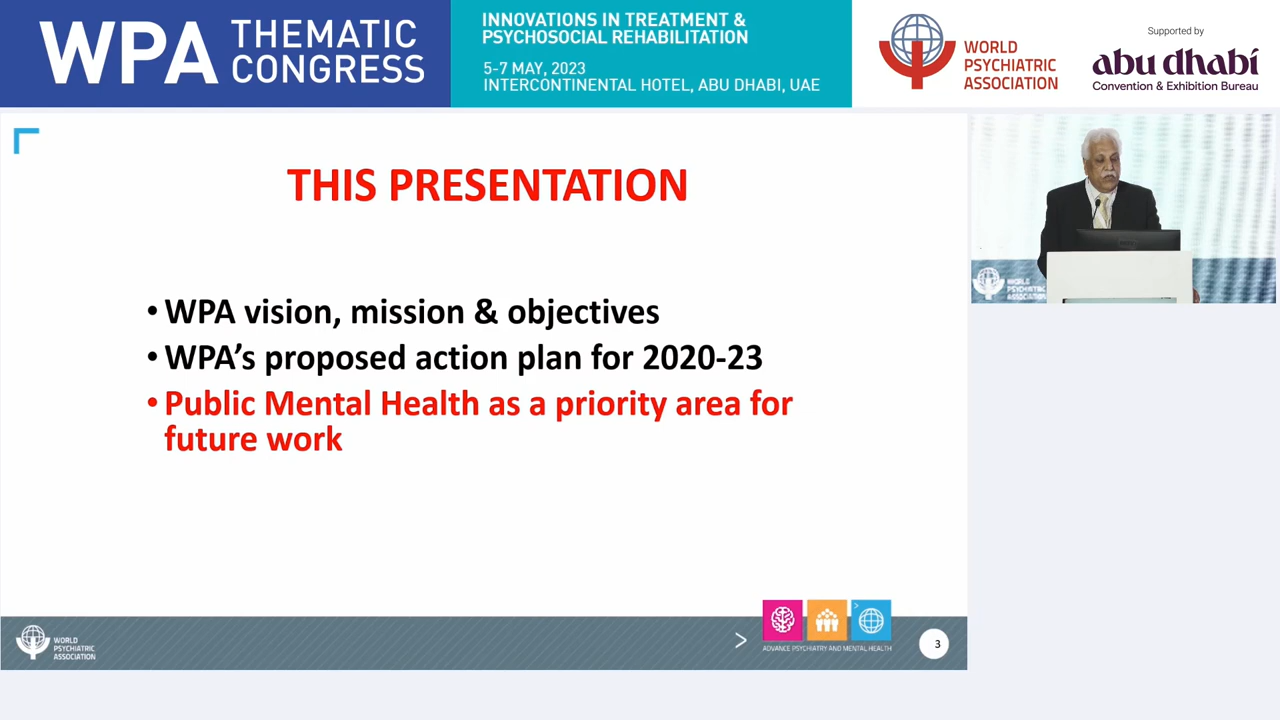 WPA THEMATIC CONGRESS
INNOVATIONS IN TREATMENT &
PSYCHOSOCIAL REHABILITATION
5-7 MAY, 2023
INTERCONTINENTAL HOTEL, ABU DHABI, UAE
WORLD
PSYCHIATRIC
ASSOCIATION
Supported by
abu dhabi
Convention & Exhibition Bureau
THIS PRESENTATION
• WPA vision, mission & objectives
• WPA’s proposed action plan for 2020-23
• Public Mental Health as a priority area for
future work
WORLD
PSYCHIATRIC
ASSOCIATION
WORLD
PSYCHIATRIC
ASSOCIATION
>
ADVANCE PSYCHIATRY AND MENTAL HEALTH
3